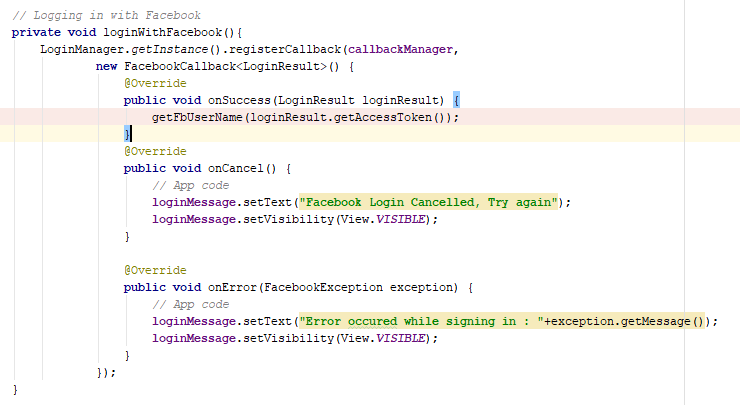 // Logging in with Facebook
private void loginWithFacebook(){
    LoginManager.getInstance().registerCallback(callbackManager,
            new FacebookCallback<LoginResult>() {
                @Override
                public void onSuccess(LoginResult loginResult) {
                    getFbUserName(loginResult.getAccessToken());
                }
                @Override
                public void onCancel() {
                    // App code
                    loginMessage.setText("Facebook Login Cancelled, Try again");
                    loginMessage.setVisibility(View.VISIBLE);
                }

                @Override
                public void onError(FacebookException exception) {
                    // App code
                    loginMessage.setText("Error occured while signing in : "+exception.getMessage());
                    loginMessage.setVisibility(View.VISIBLE);
                }
            });
}